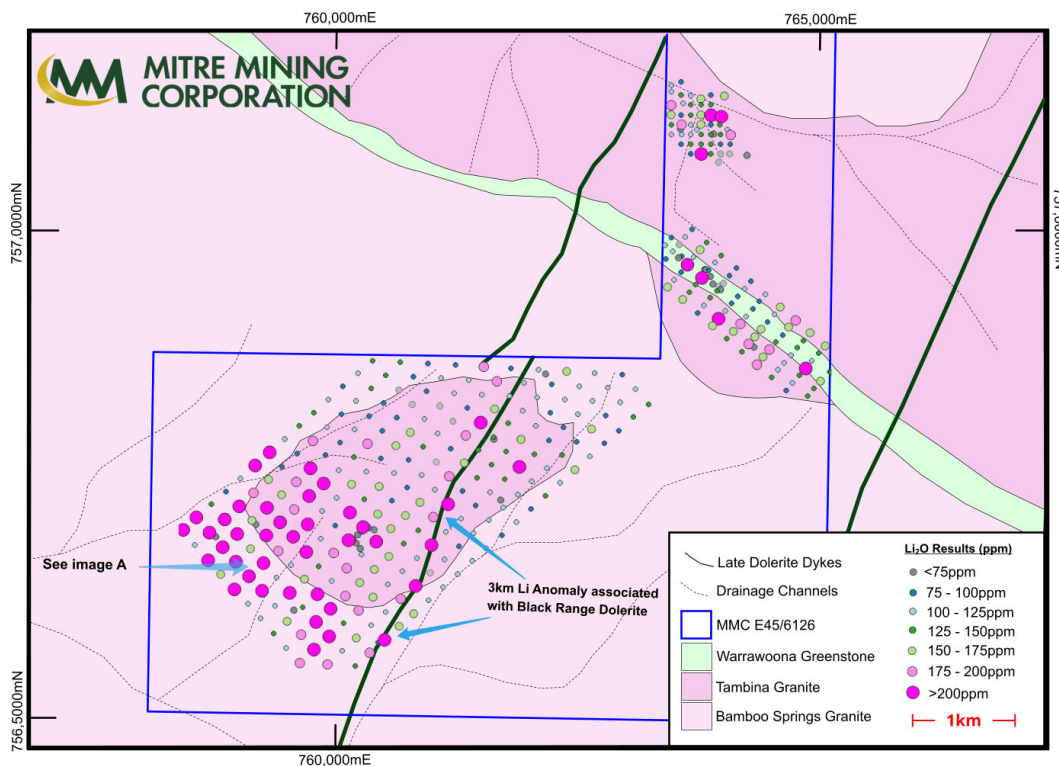 760,000mE
765,000mE
MITRE MINING
CORPORATION
757,0000mN
757,0000mN
756,5000mN
See image A
3km Li Anomaly associated
with Black Range Dolerite
Late Dolerite Dykes
Drainage Channels
MMC E45/6126
Warrawoona Greenstone
Tambina Granite
Bamboo Springs Granite
Li₂O Results (ppm)
<75ppm
75 - 100ppm
100 - 125ppm
125 - 150ppm
150 - 175ppm
175 - 200ppm
>200ppm
1km
760,000mE